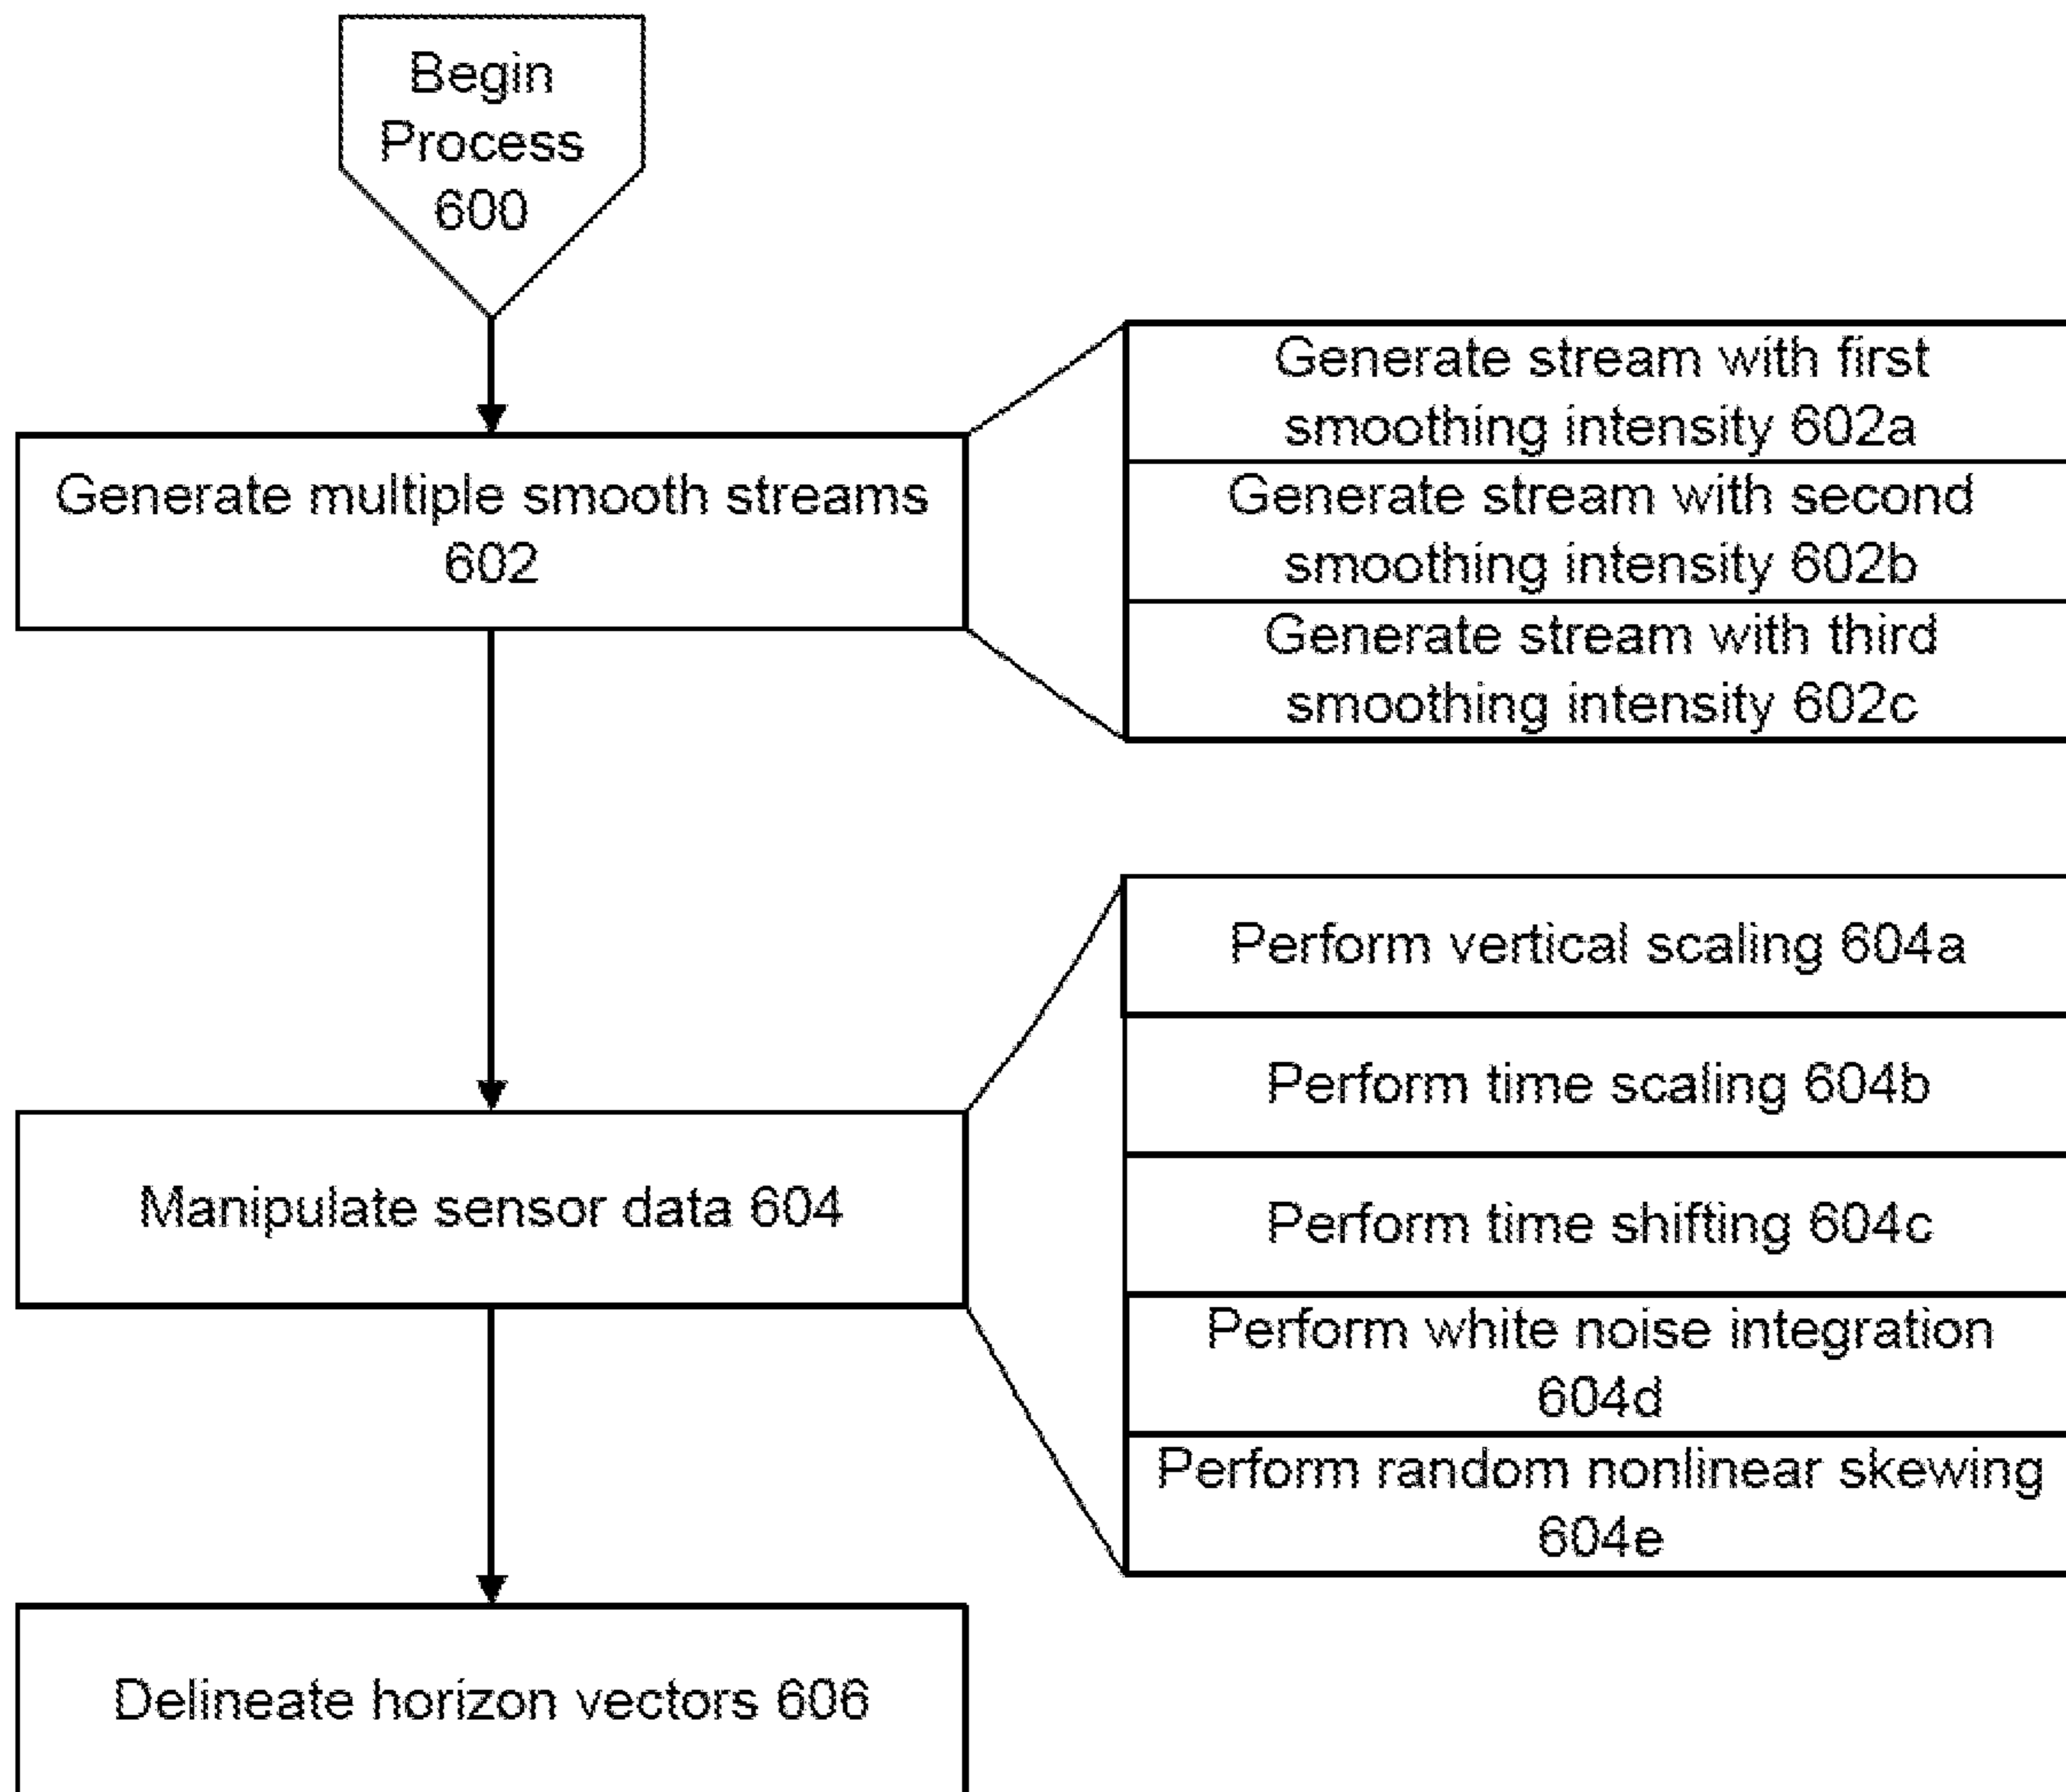 Begin
Process
600
Generate multiple smooth streams
602
Generate stream with first
smoothing intensity 602a
Generate stream with second
smoothing intensity 602b
Generate stream with third
smoothing intensity 602c
Manipulate sensor data 604
Perform vertical scaling 604a
Perform time scaling 604b
Perform time shifting 604c
Perform white noise integration
604d
Perform random nonlinear skewing
604e
Delineate horizon vectors 606